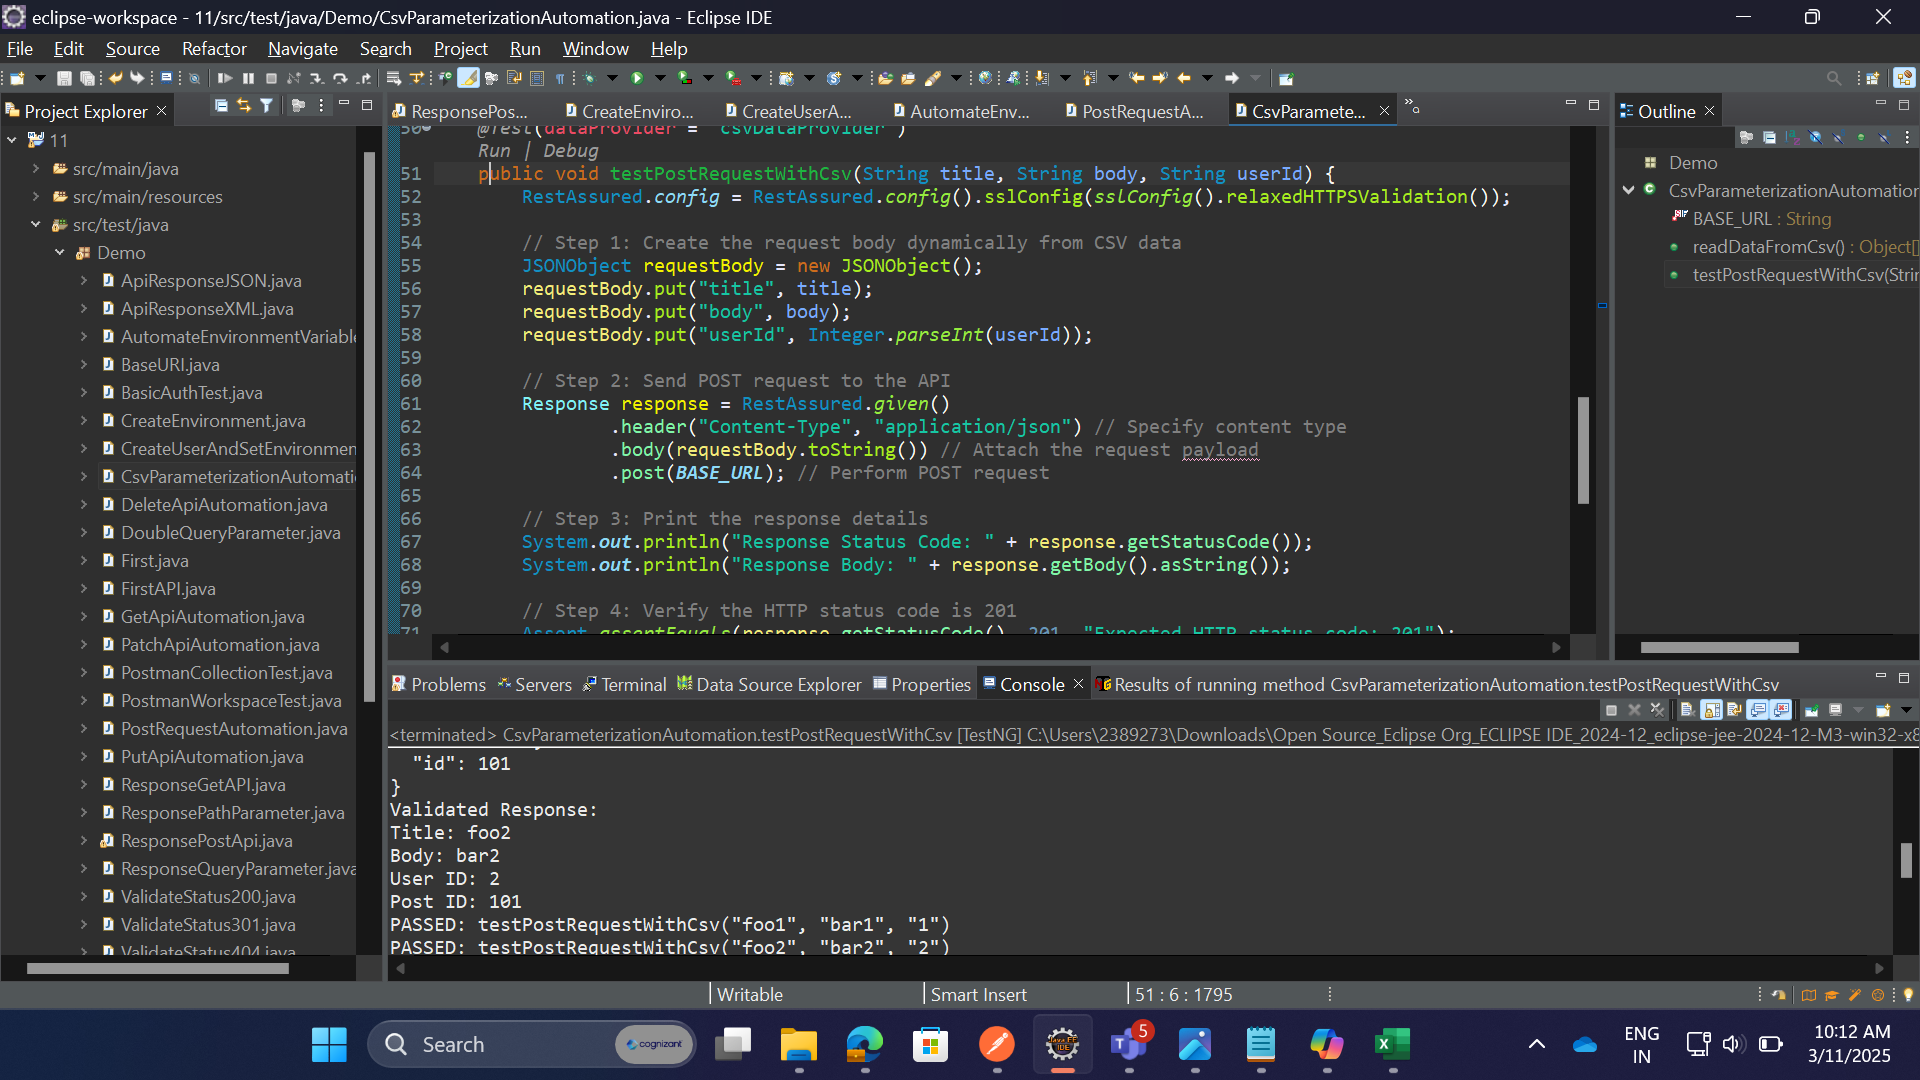 eclipse-workspace - 11/src/test/java/Demo/CsvParameterizationAutomation.java - Eclipse IDE
File Edit Source Refactor Navigate Search Project Run Window Help
Project Explorer
11
src/main/java
src/main/resources
src/test/java
Demo
ApiResponseJSON.java
ApiResponseXML.java
AutomateEnvironmentVariable
BaseURI.java
BasicAuthTest.java
CreateEnvironment.java
CreateUserAndSetEnvironmen
CsvParameterizationAutomati
DeleteApiAutomation.java
DoubleQueryParameter.java
First.java
FirstAPI.java
GetApiAutomation.java
PatchApiAutomation.java
PostmanCollectionTest.java
PostmanWorkspaceTest.java
PostRequestAutomation.java
PutApiAutomation.java
ResponseGetAPI.java
ResponsePathParameter.java
ResponsePostApi.java
ResponseQueryParameter.java
ValidateStatus200.java
ValidateStatus301.java
ValidateStatus404.java
ResponsePos... CreateEnviro... CreateUserA... AutomateEnv... PostRequestA... CsvParamete...
50 @Test(dataProvider = "csvDataProvider")
Run | Debug
51 public void testPostRequestWithCsv(String title, String body, String userId) {
52 RestAssured.config = RestAssured.config().sslConfig(sslConfig().relaxedHTTPSValidation());
53
54 // Step 1: Create the request body dynamically from CSV data
55 JSONObject requestBody = new JSONObject();
56 requestBody.put("title", title);
57 requestBody.put("body", body);
58 requestBody.put("userId", Integer.parseInt(userId));
59
60 // Step 2: Send POST request to the API
61 Response response = RestAssured.given()
62 .header("Content-Type", "application/json") // Specify content type
63 .body(requestBody.toString()) // Attach the request payload
64 .post(BASE_URL); // Perform POST request
65
66 // Step 3: Print the response details
67 System.out.println("Response Status Code: " + response.getStatusCode());
68 System.out.println("Response Body: " + response.getBody().asString());
69
70 // Step 4: Verify the HTTP status code is 201
71 Assert.assertEquals(response.getStatusCode(), 201, "Expected HTTP status code: 201");
Outline
Demo
CsvParameterizationAutomation
BASE_URL : String
readDataFromCsv() : Object[]
testPostRequestWithCsv(Strin
Problems Servers Terminal Data Source Explorer Properties Console Results of running method CsvParameterizationAutomation.testPostRequestWithCsv
<terminated> CsvParameterizationAutomation.testPostRequestWithCsv [TestNG] C:\Users\2389273\Downloads\Open Source_Eclipse Org_ECLIPSE IDE_2024-12_eclipse-jee-2024-12-M3-win32-x8
"id": 101
}
Validated Response:
Title: foo2
Body: bar2
User ID: 2
Post ID: 101
PASSED: testPostRequestWithCsv("foo1", "bar1", "1")
PASSED: testPostRequestWithCsv("foo2", "bar2", "2")
Writable Smart Insert 51 : 6 : 1795
Search cognizant
5
ENG
IN
10:12 AM
3/11/2025